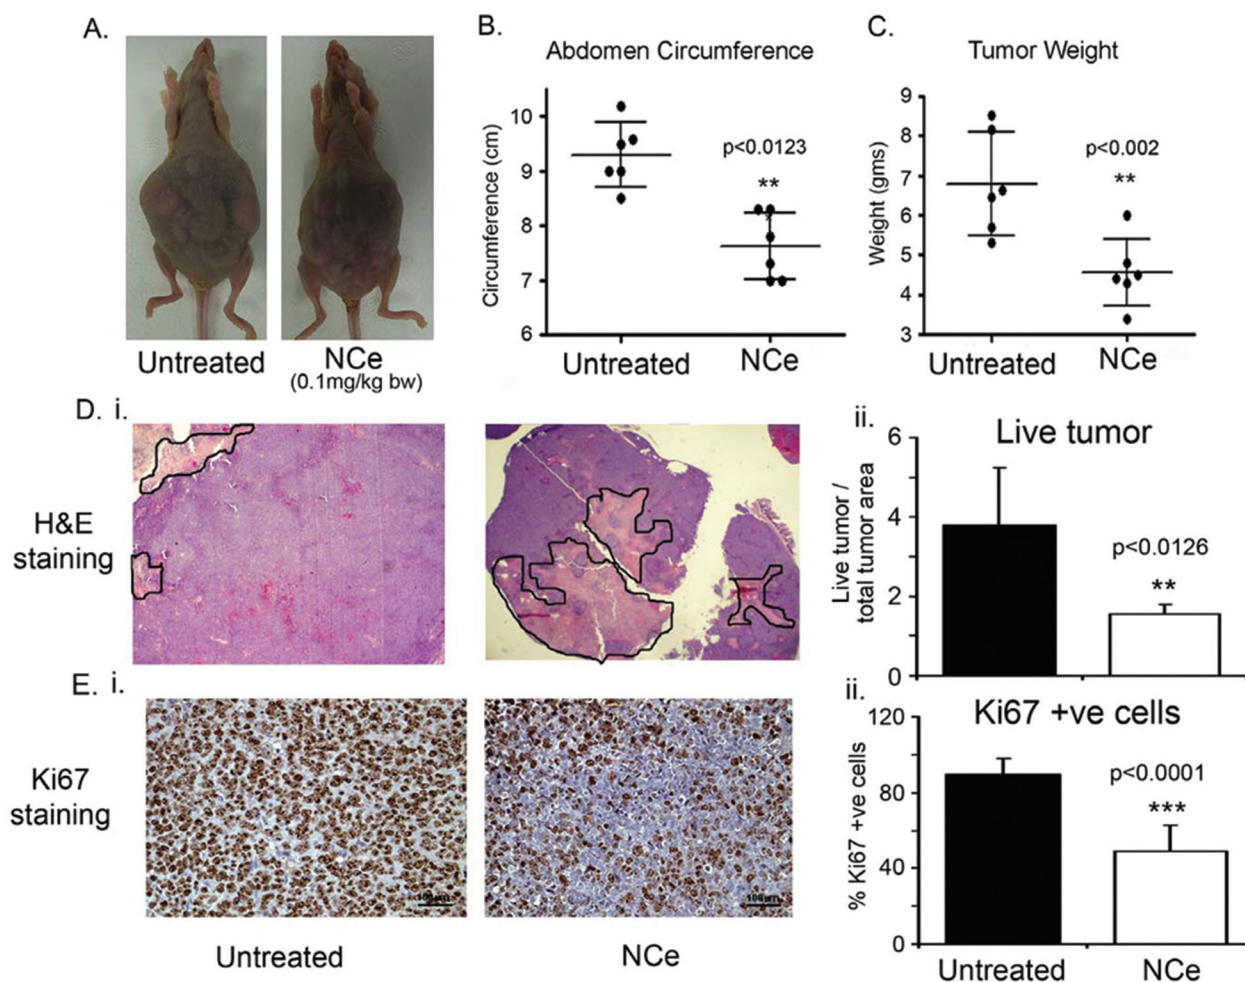 A.
Untreated
NCe
(0.1mg/kg bw)
B.
Abdomen Circumference
Circumference (cm)
10
9
8
7
6
p<0.0123
**
Untreated
NCe
C.
Tumor Weight
Weight (gms)
9
8
7
6
5
4
3
p<0.002
**
Untreated
NCe
D. i.
H&E
staining
ii.
Live tumor
Live tumor /
total tumor area
6
4
2
0
p<0.0126
**
E. i.
Ki67
staining
100µm
100µm
Untreated
NCe
ii.
Ki67 +ve cells
% Ki67 +ve cells
120
80
40
0
p<0.0001
***
Untreated
NCe